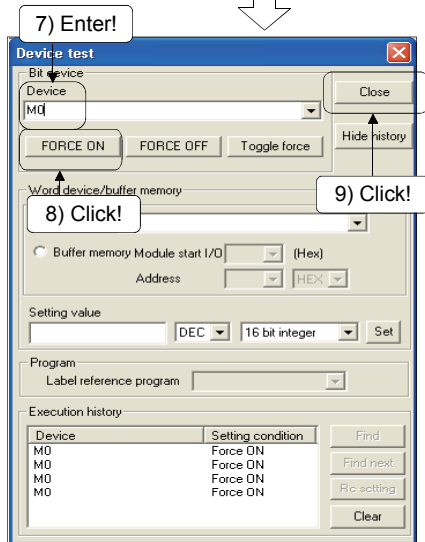 7) Enter!
Device test
Bit device
Device
Close
M0
FORCE ON FORCE OFF Toggle force
Hide history
Word device/buffer memory
8) Click!
9) Click!
Buffer memory Module start I/O (Hex)
Address HEX
Setting value
DEC 16 bit integer Set
Program
Label reference program
Execution history
Device Setting condition
M0 Force ON
M0 Force ON
M0 Force ON
M0 Force ON
Find
Find next
Re setting
Clear